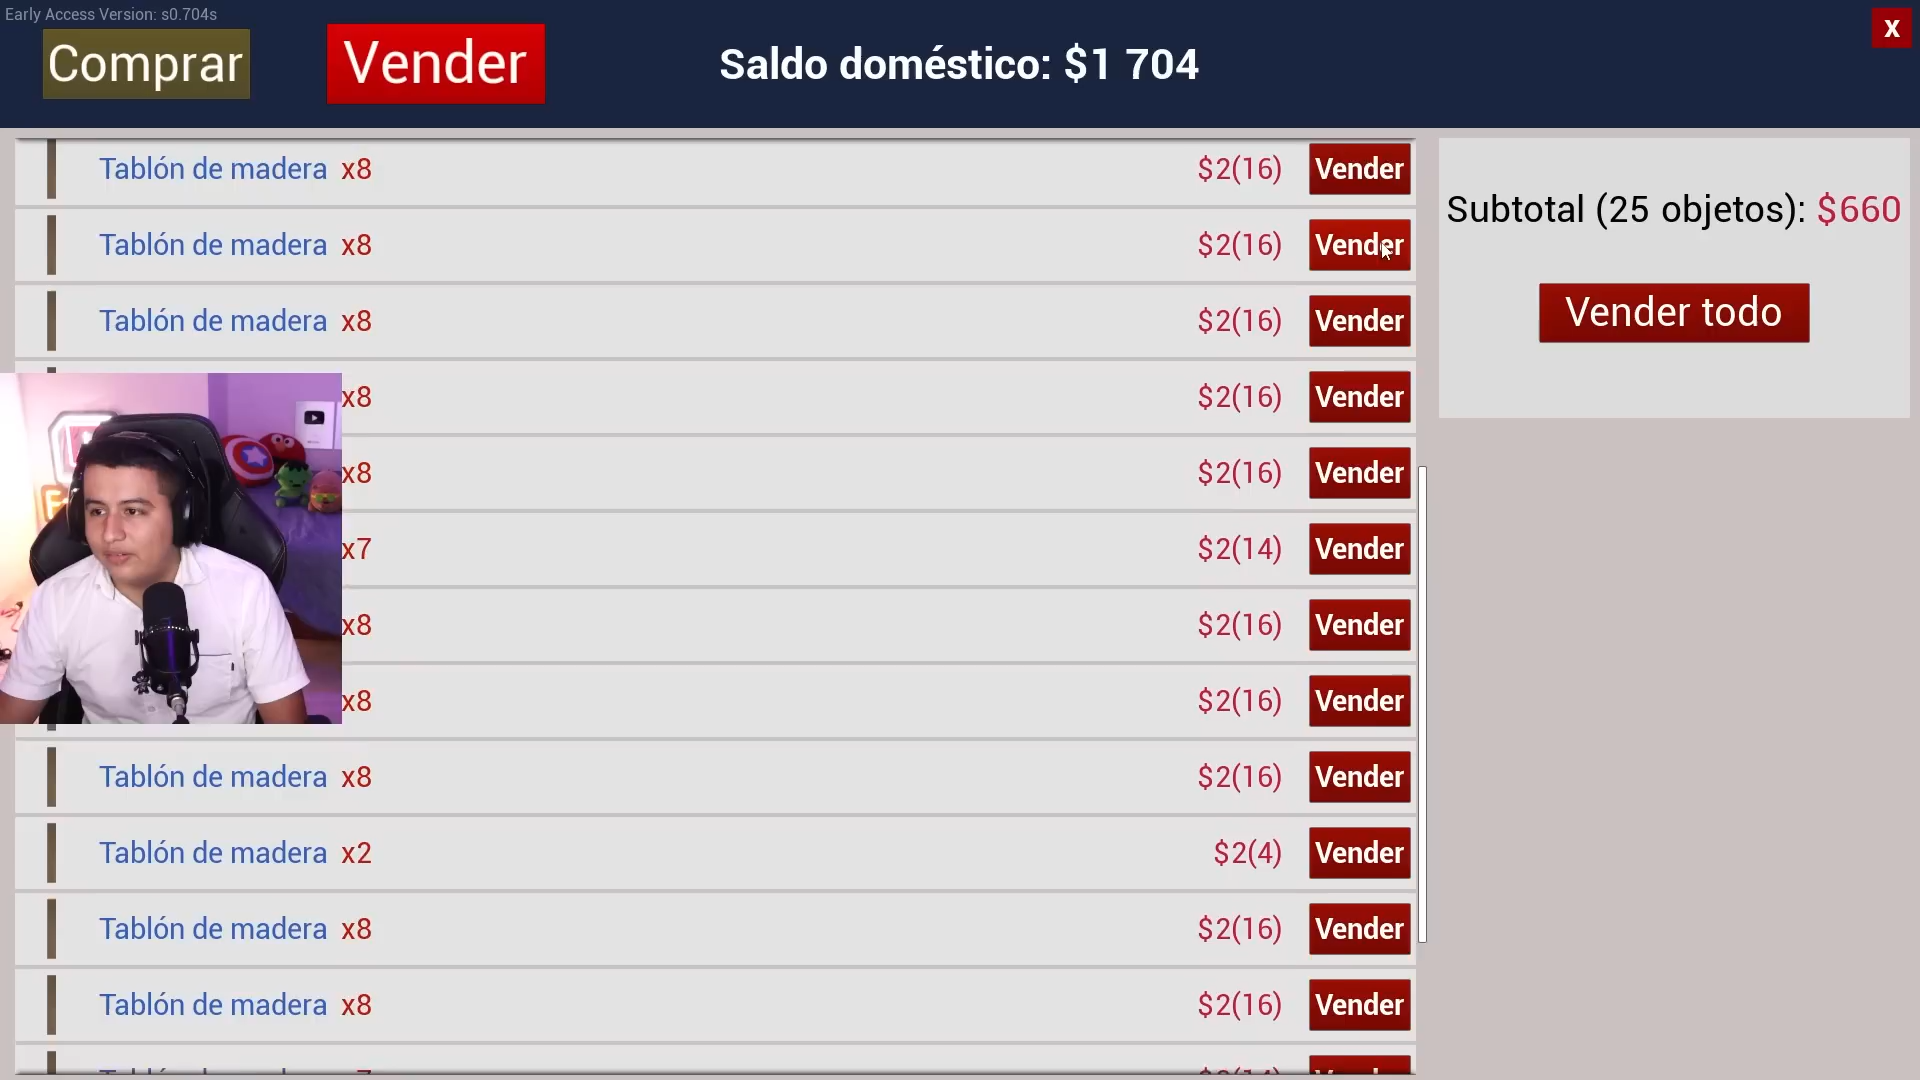 Early Access Version: s0.704s
Comprar
Vender
Saldo doméstico: $1 704
X
Tablón de madera x8 $2(16) Vender
Tablón de madera x8 $2(16) Vender
Tablón de madera x8 $2(16) Vender
x8 $2(16) Vender
x8 $2(16) Vender
x7 $2(14) Vender
x8 $2(16) Vender
x8 $2(16) Vender
Tablón de madera x8 $2(16) Vender
Tablón de madera x2 $2(4) Vender
Tablón de madera x8 $2(16) Vender
Tablón de madera x8 $2(16) Vender
Subtotal (25 objetos): $660
Vender todo